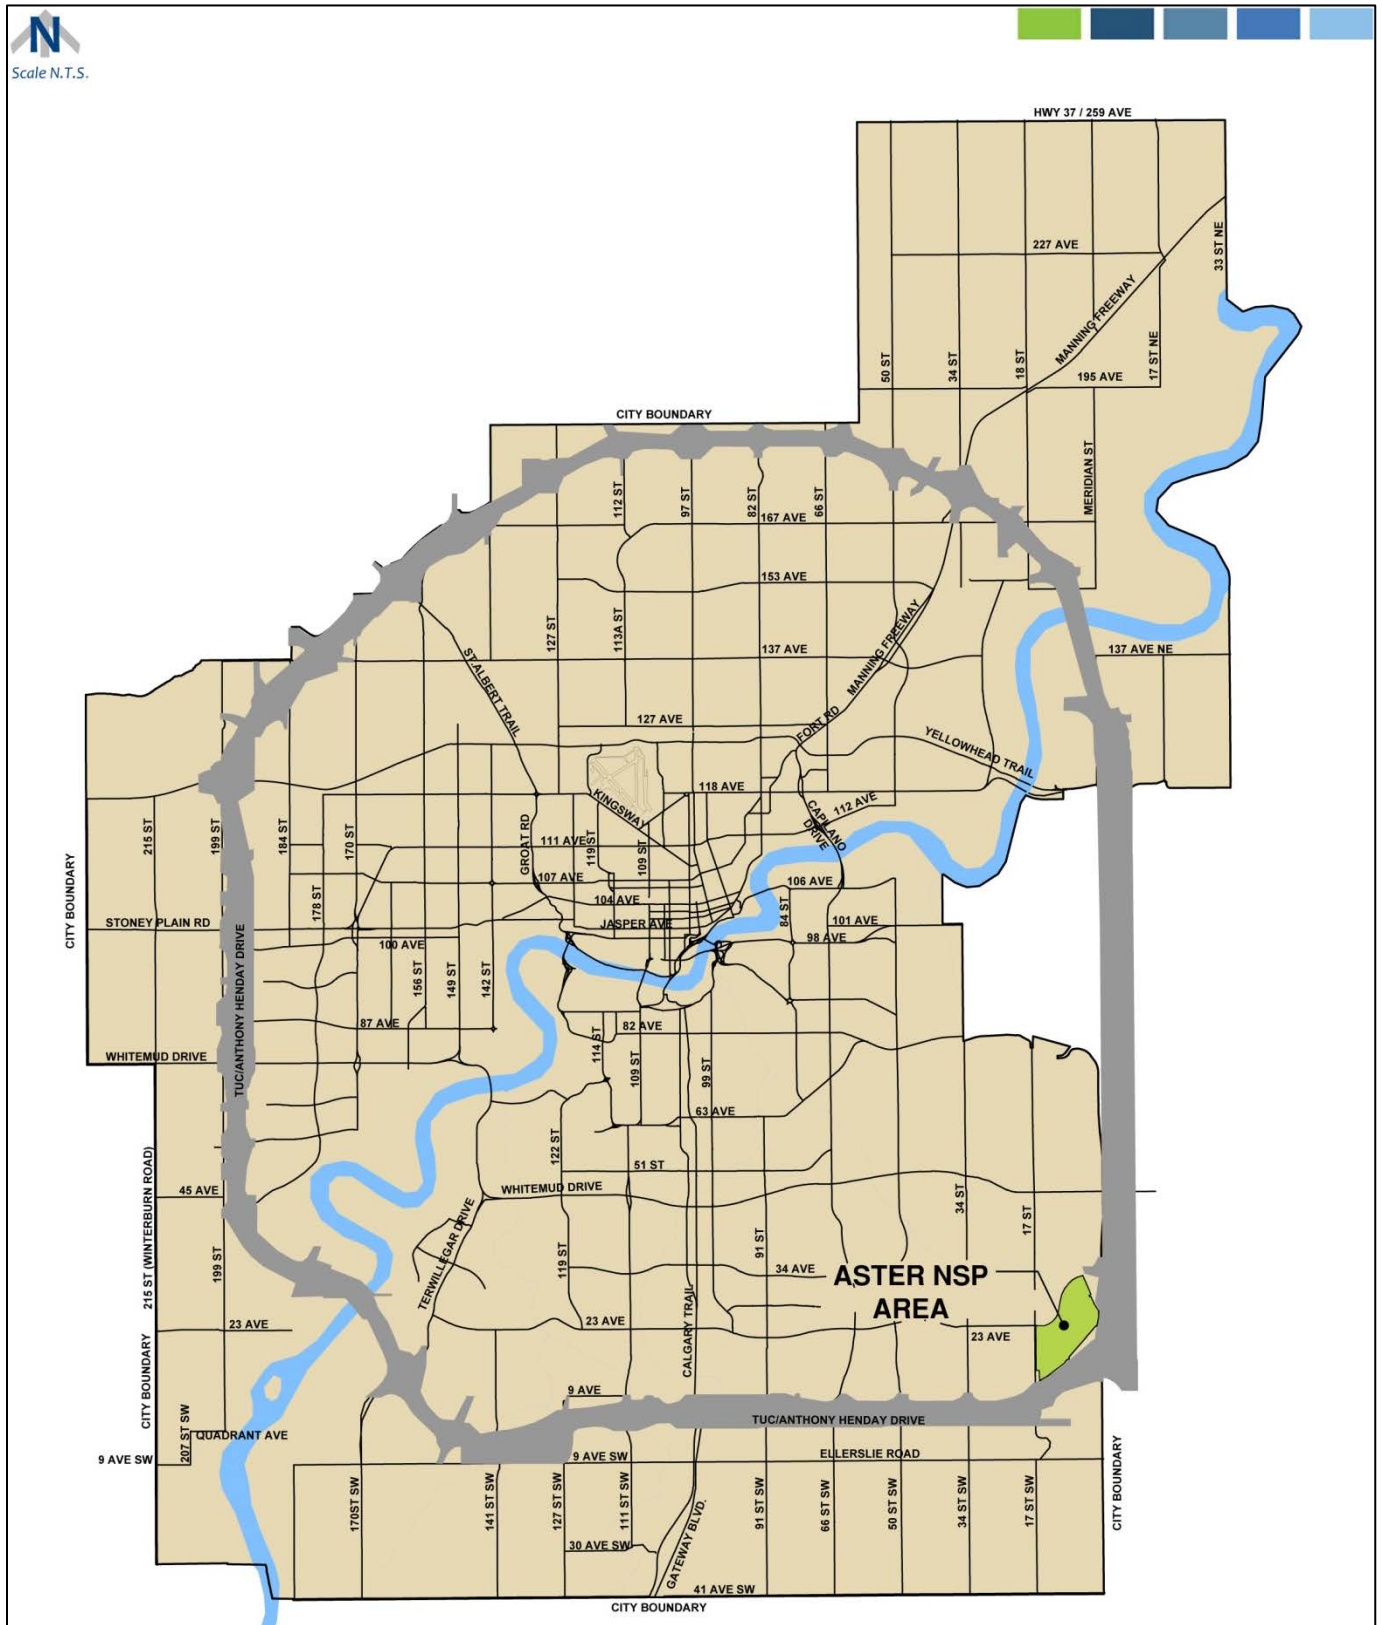 N
Scale N.T.S.
HWY 37 / 259 AVE
227 AVE
33 ST NE
MANNING FREEWAY
50 ST
34 ST
18 ST
17 ST NE
195 AVE
CITY BOUNDARY
MERIDIAN ST
112 ST
97 ST
82 ST
66 ST
167 AVE
153 AVE
127 ST
113A ST
MANNING FREEWAY
137 AVE
137 AVE NE
ST.ALBERT TRAIL
127 AVE
FORT RD
YELLOWHEAD TRAIL
118 AVE
KINGSWAY
CAPILANO
DRIVE
112 AVE
215 ST
199 ST
184 ST
170 ST
GROAT RD
111 AVE
119 ST
109 ST
CITY BOUNDARY
107 AVE
106 AVE
178 ST
104 AVE
84 ST
STONEY PLAIN RD
JASPER AVE
101 AVE
100 AVE
98 AVE
TUC/ANTHONY HENDAY DRIVE
156 ST
149 ST
142 ST
87 AVE
82 AVE
114 ST
WHITEMUD DRIVE
109 ST
99 ST
63 AVE
122 ST
51 ST
215 ST (WINTERBURN ROAD)
45 AVE
WHITEMUD DRIVE
34 ST
17 ST
TERWILLEGAR DRIVE
91 ST
199 ST
119 ST
34 AVE
ASTER NSP
AREA
CALGARY TRAIL
23 AVE
23 AVE
23 AVE
CITY BOUNDARY
9 AVE
207 ST SW
QUADRANT AVE
TUC/ANTHONY HENDAY DRIVE
9 AVE SW
9 AVE SW
ELLERSLIE ROAD
CITY BOUNDARY
170ST SW
141 ST SW
127 ST SW
111 ST SW
GATEWAY BLVD.
91 ST SW
66 ST SW
50 ST SW
34 ST SW
17 ST SW
30 AVE SW
41 AVE SW
CITY BOUNDARY